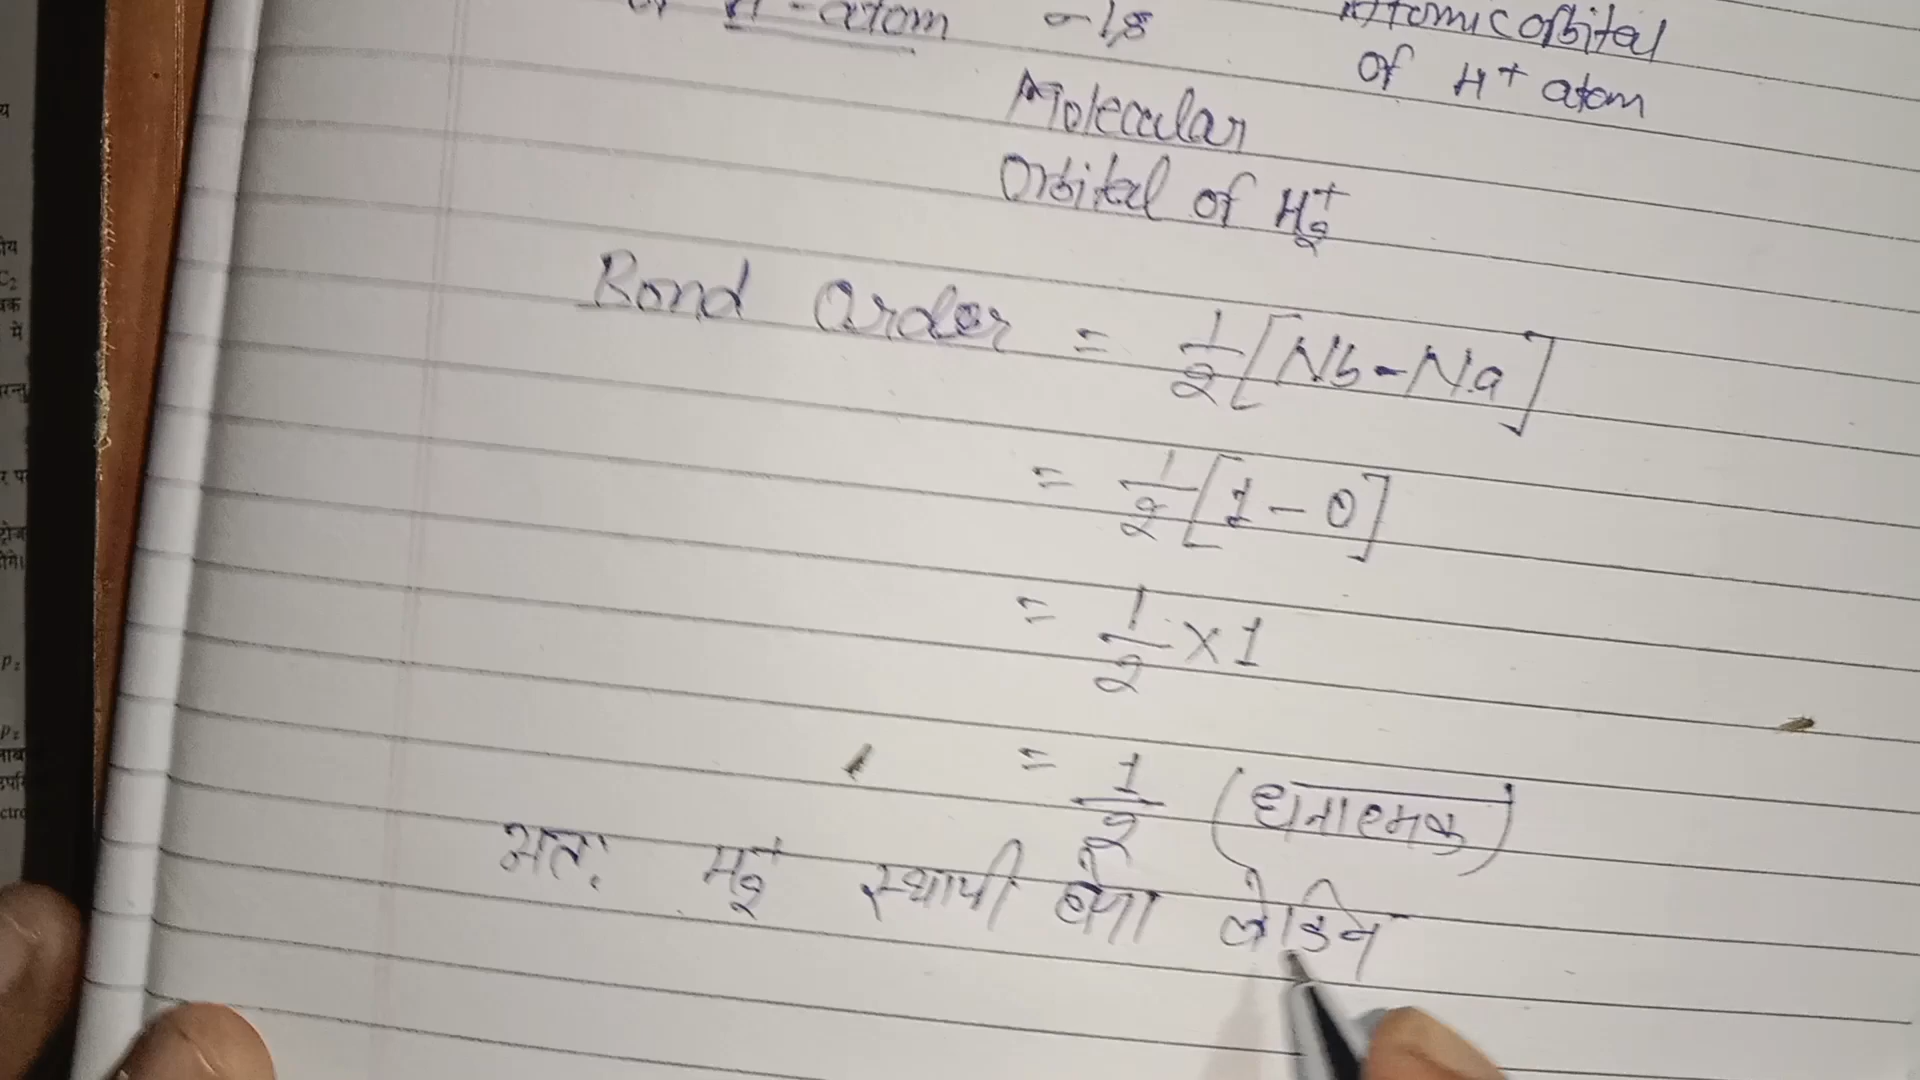 H-atom -1s
Atomic orbital
of H⁺ atom
Molecular
Orbital of H₂⁺
Bond Order = 1/2 [Nb - Na]
= 1/2 [1 - 0]
= 1/2 × 1
= 1/2 (धनात्मक)
अतः H₂⁺ स्थायी होगा लेकिन